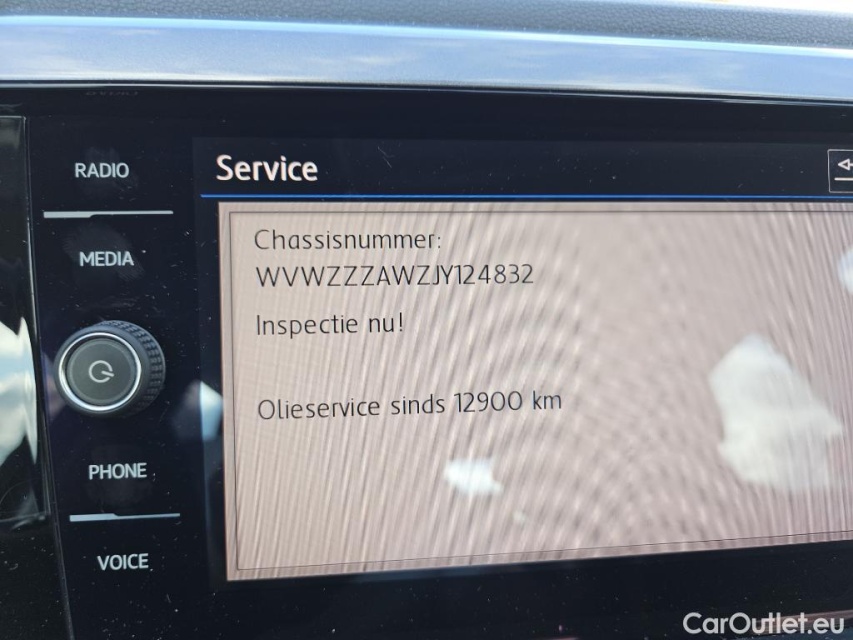 RADIO
MEDIA
PHONE
VOICE
Service
Chassisnummer:
WVWZZZAWZJY124832
Inspectie nu!
Olieservice sinds 12900 km
CarOutlet.eu